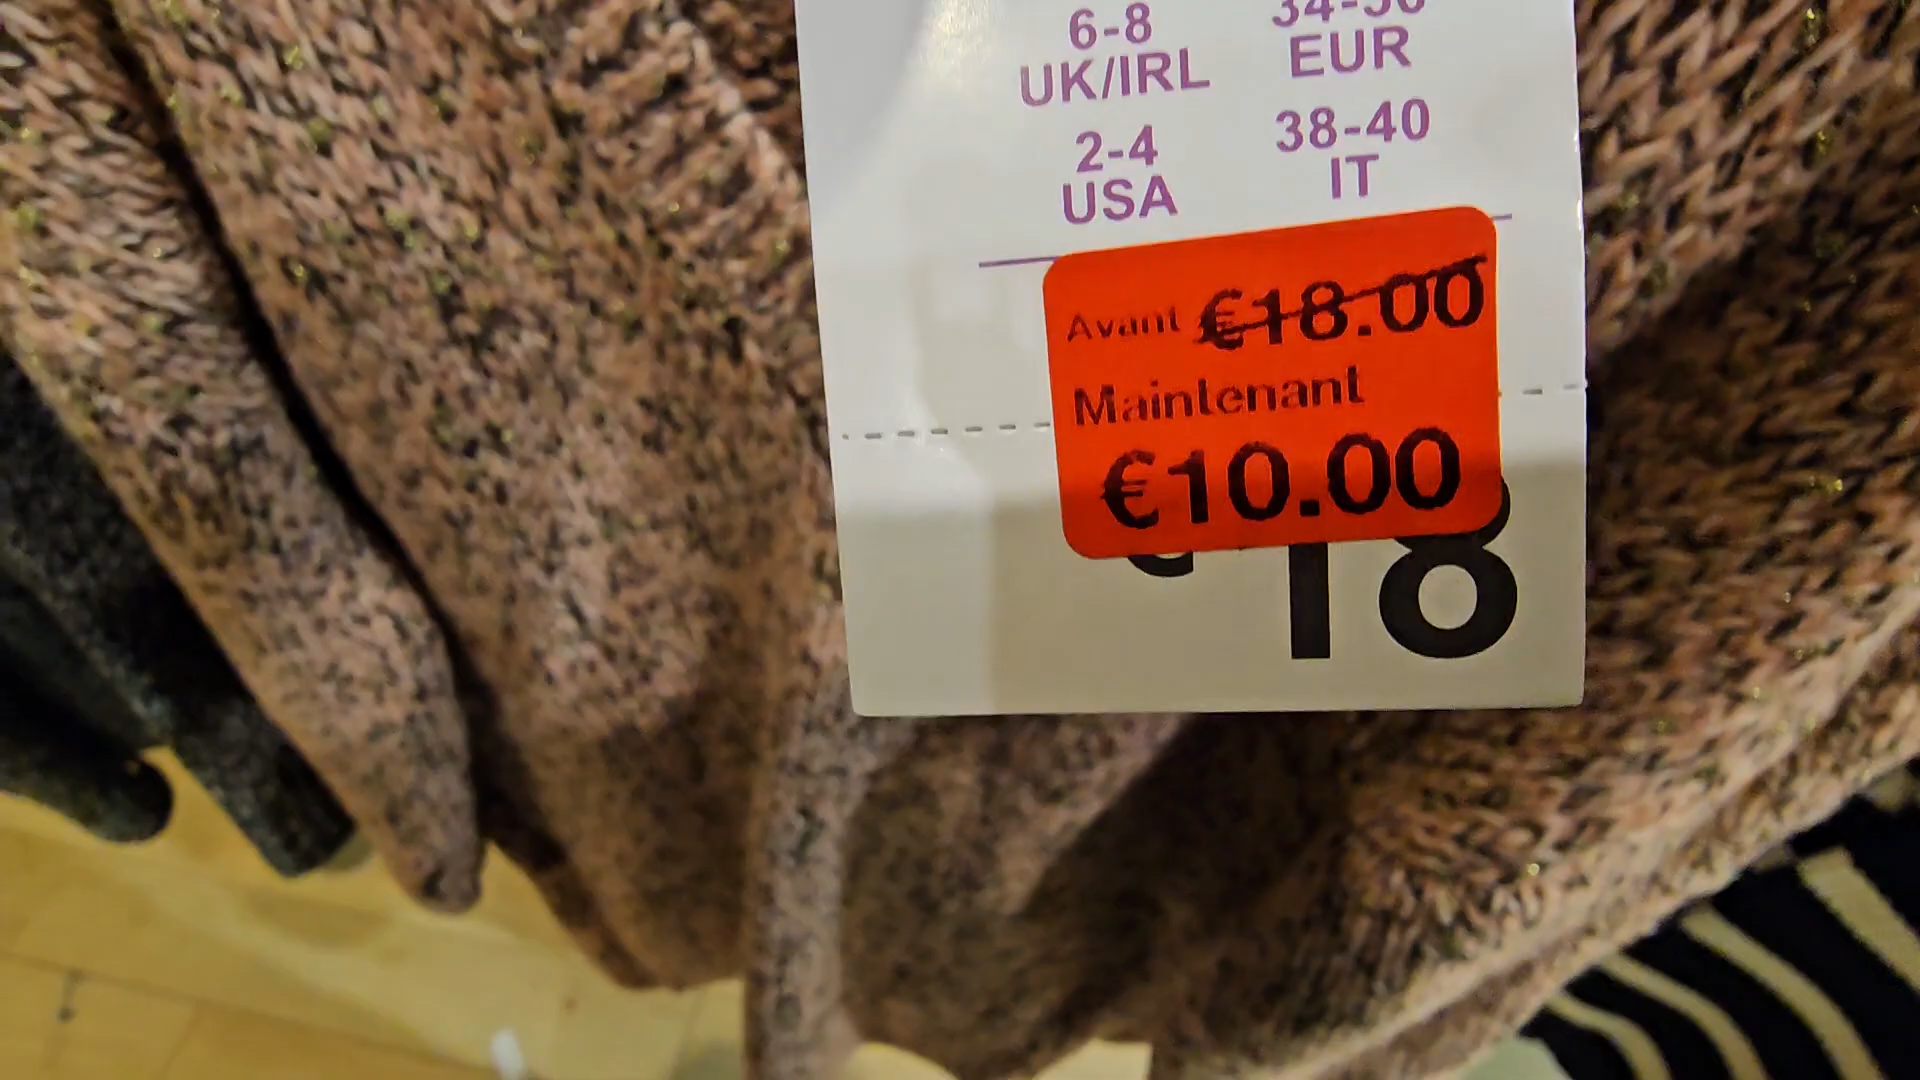 6-8 34-36
UK/IRL EUR
2-4 38-40
USA IT
Avant €18.00
Maintenant
€10.00
€18